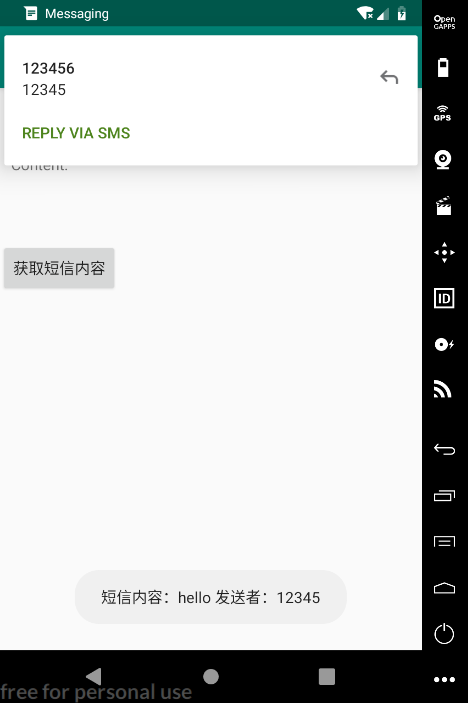 Messaging
Open
GAPPS
123456
12345
REPLY VIA SMS
GPS
Content:
获取短信内容
ID
短信内容：hello 发送者：12345
free for personal use